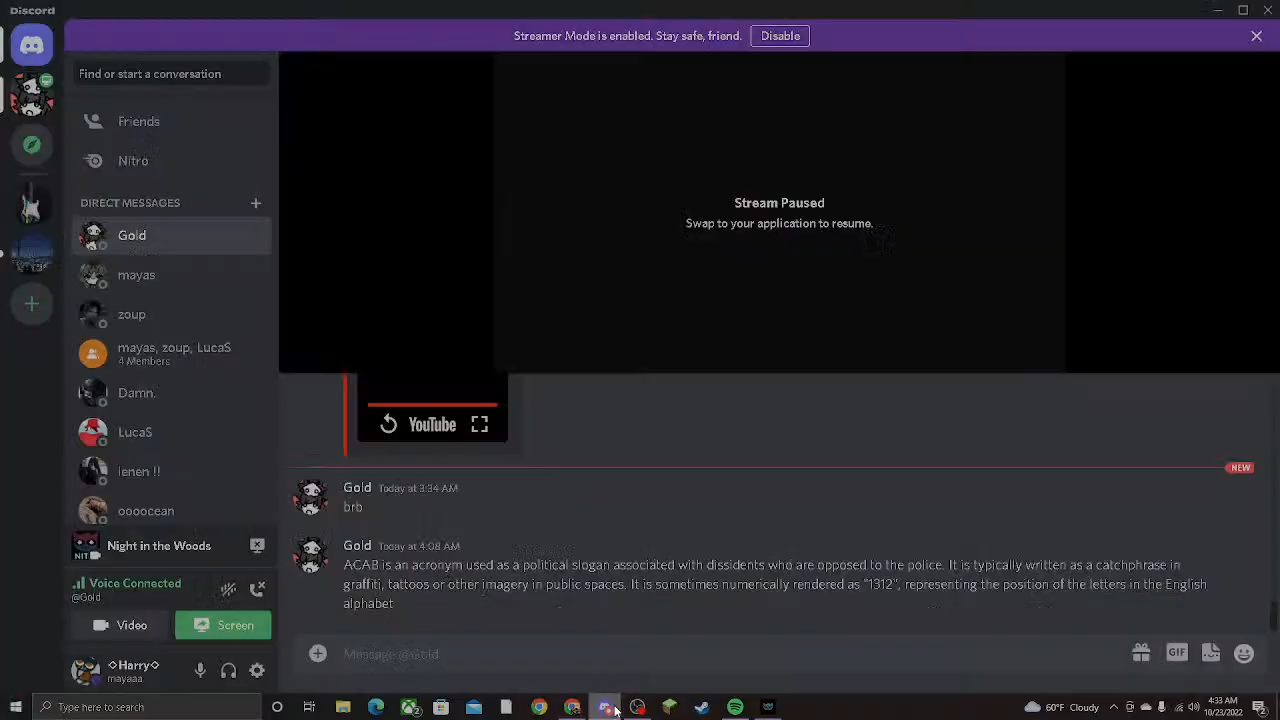 Discord
Streamer Mode is enabled. Stay safe, friend. Disable
Find or start a conversation
Friends
Nitro
DIRECT MESSAGES
Gold
mayas
zoup
mayas, zoup, LucaS
4 Members
Damn.
LucaS
ienen !!
oooocean
Night in the Woods
NIT
Voice Connected
@Gold
Video
Screen
◇Harry◇
mayaaa
Stream Paused
Swap to your application to resume.
YouTube
NEW
Gold Today at 3:34 AM
brb
Gold Today at 4:08 AM
ACAB is an acronym used as a political slogan associated with dissidents who are opposed to the police. It is typically written as a catchphrase in
graffiti, tattoos or other imagery in public spaces. It is sometimes numerically rendered as "1312", representing the position of the letters in the English
alphabet
Message @Gold
GIF
Type here to search
2
60°F Cloudy
4:33 AM
10/23/2022
2